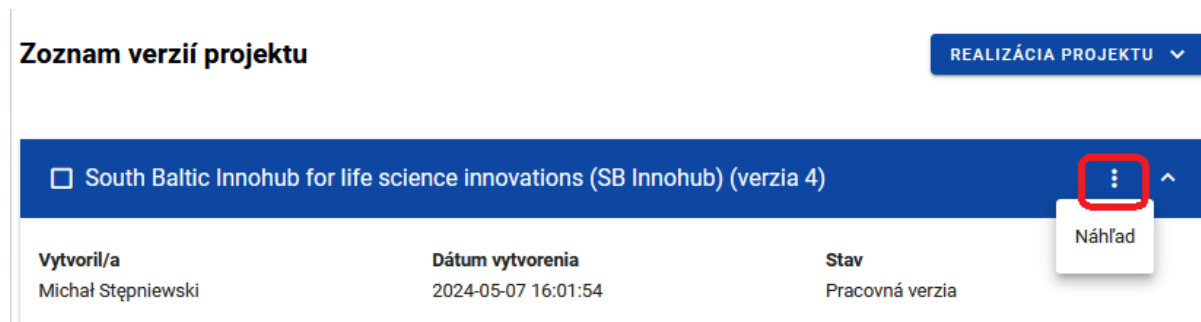 Zoznam verzií projektu
REALIZÁCIA PROJEKTU
South Baltic Innohub for life science innovations (SB Innohub) (verzia 4)
Náhľad
Vytvoril/a
Dátum vytvorenia
Stav
Michał Stępniewski
2024-05-07 16:01:54
Pracovná verzia